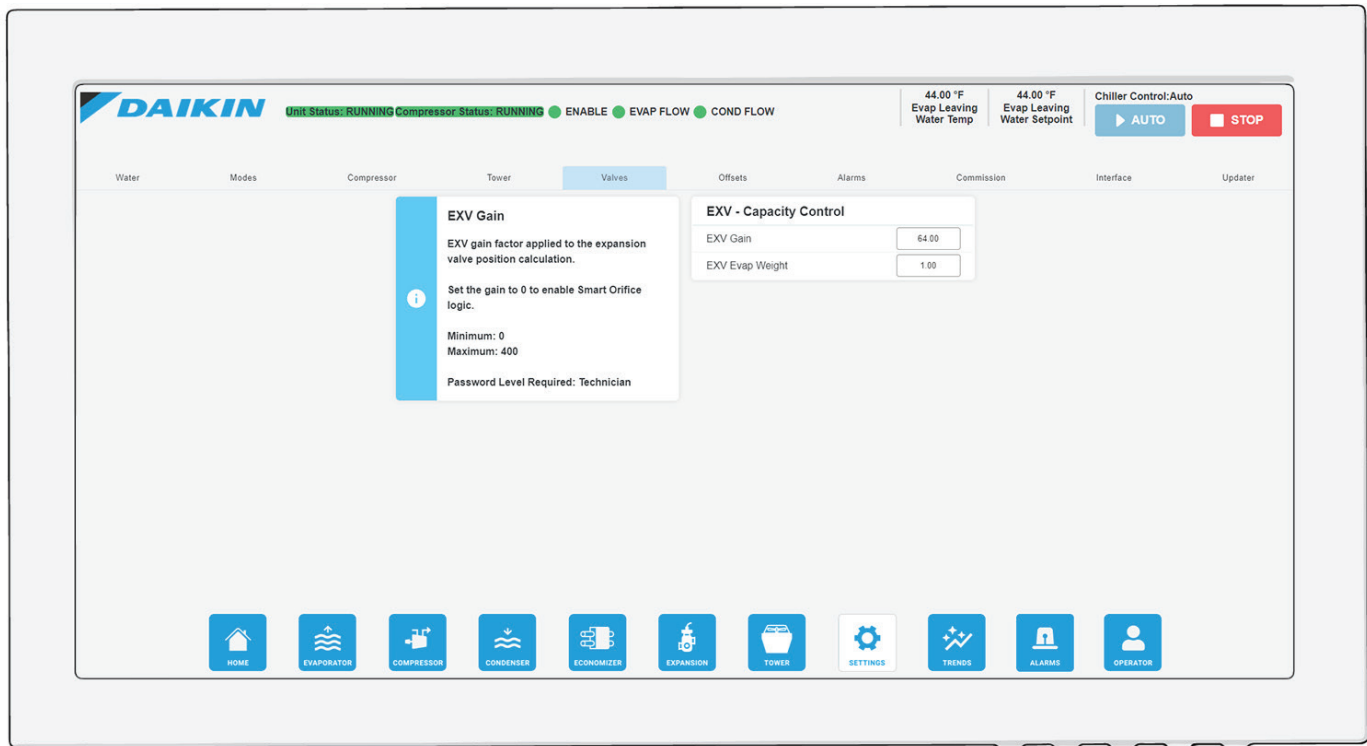 DAIKIN
Unit Status: RUNNING Compressor Status: RUNNING ENABLE EVAP FLOW COND FLOW
44.00 °F
Evap Leaving
Water Temp
44.00 °F
Evap Leaving
Water Setpoint
Chiller Control:Auto
AUTO
STOP
Water Modes Compressor Tower Valves Offsets Alarms Commission Interface Updater
EXV Gain
EXV gain factor applied to the expansion
valve position calculation.
Set the gain to 0 to enable Smart Orifice
logic.
Minimum: 0
Maximum: 400
Password Level Required: Technician
EXV - Capacity Control
EXV Gain 64.00
EXV Evap Weight 1.00
HOME EVAPORATOR COMPRESSOR CONDENSER ECONOMIZER EXPANSION TOWER SETTINGS TRENDS ALARMS OPERATOR